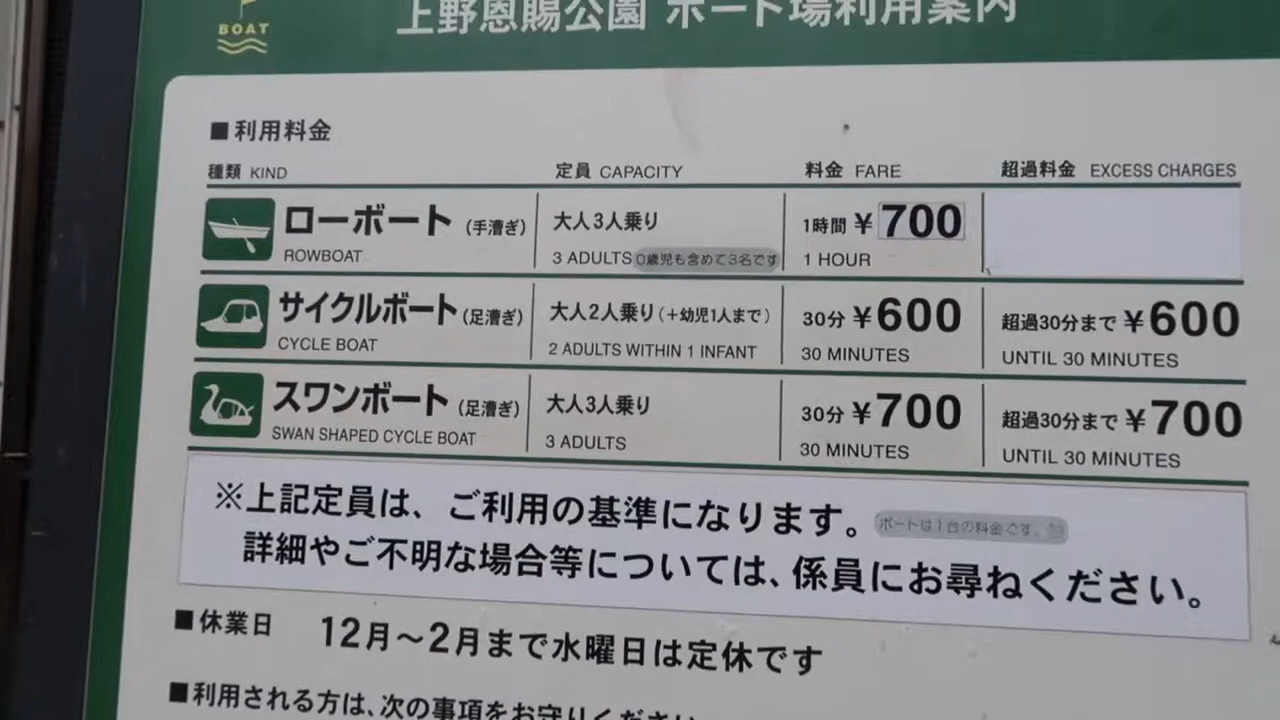 BOAT
上野恩賜公園 ボート場利用案内
■利用料金
種類 KIND 定員 CAPACITY 料金 FARE 超過料金 EXCESS CHARGES
ローボート (手漕ぎ) 大人3人乗り 1時間 ¥700
ROWBOAT 3 ADULTS 0歳児も含めて3名です 1 HOUR
サイクルボート (足漕ぎ) 大人2人乗り(+幼児1人まで) 30分 ¥600 超過30分まで ¥600
CYCLE BOAT 2 ADULTS WITHIN 1 INFANT 30 MINUTES UNTIL 30 MINUTES
スワンボート (足漕ぎ) 大人3人乗り 30分 ¥700 超過30分まで ¥700
SWAN SHAPED CYCLE BOAT 3 ADULTS 30 MINUTES UNTIL 30 MINUTES
※上記定員は、ご利用の基準になります。 ボートは1台の料金です。
詳細やご不明な場合等については、係員にお尋ねください。
■休業日 12月～2月まで水曜日は定休です
■利用される方は、次の事項をお守りください